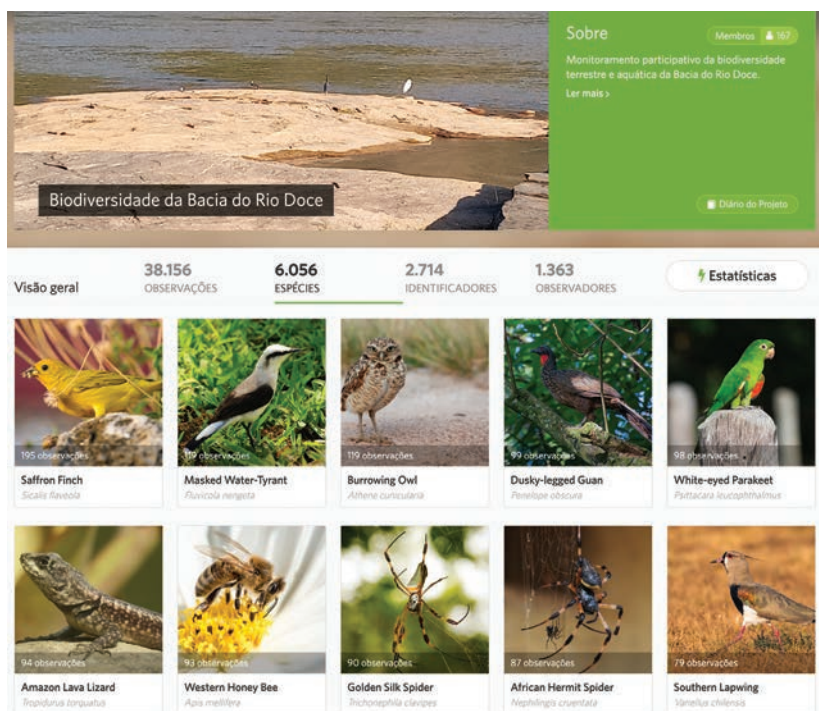 Sobre
Membros 167
Monitoramento participativo da biodiversidade
terrestre e aquática da Bacia do Rio Doce.
Ler mais >
Biodiversidade da Bacia do Rio Doce
Diário do Projeto
Visão geral
38.156
OBSERVAÇÕES
6.056
ESPÉCIES
2.714
IDENTIFICADORES
1.363
OBSERVADORES
Estatísticas
195 observações
Saffron Finch
Sicalis flaveola
119 observações
Masked Water-Tyrant
Fluvicola nengeta
119 observações
Burrowing Owl
Athene cunicularia
99 observações
Dusky-legged Guan
Penelope obscura
98 observações
White-eyed Parakeet
Psittacara leucophthalmus
94 observações
Amazon Lava Lizard
Tropidurus torquatus
93 observações
Western Honey Bee
Apis mellifera
90 observações
Golden Silk Spider
Trichonephila clavipes
87 observações
African Hermit Spider
Nephilingis cruentata
79 observações
Southern Lapwing
Vanellus chilensis